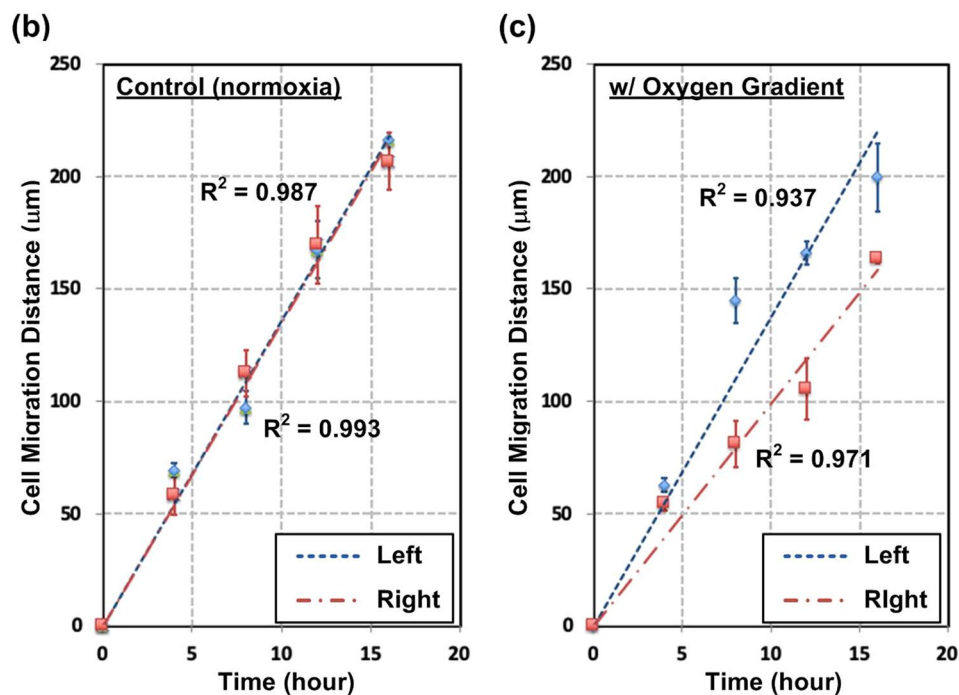 (b)
Control (normoxia)
Cell Migration Distance (μm)
250
200
150
100
50
0
R² = 0.987
R² = 0.993
Left
Right
0 5 10 15 20
Time (hour)
(c)
w/ Oxygen Gradient
Cell Migration Distance (μm)
250
200
150
100
50
0
R² = 0.937
R² = 0.971
Left
RIght
0 5 10 15 20
Time (hour)